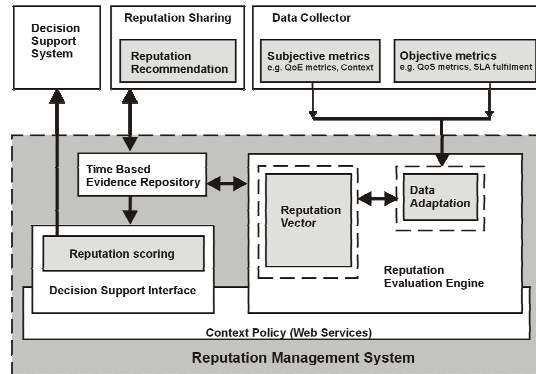 Decision
Support
System
Reputation Sharing
Reputation
Recommendation
Data Collector
Subjective metrics
e.g. QoE metrics, Context
Objective metrics
e.g. QoS metrics, SLA fulfilment
Time Based
Evidence Repository
Reputation
Vector
Data
Adaptation
Reputation scoring
Decision Support Interface
Reputation
Evaluation Engine
Context Policy (Web Services)
Reputation Management System